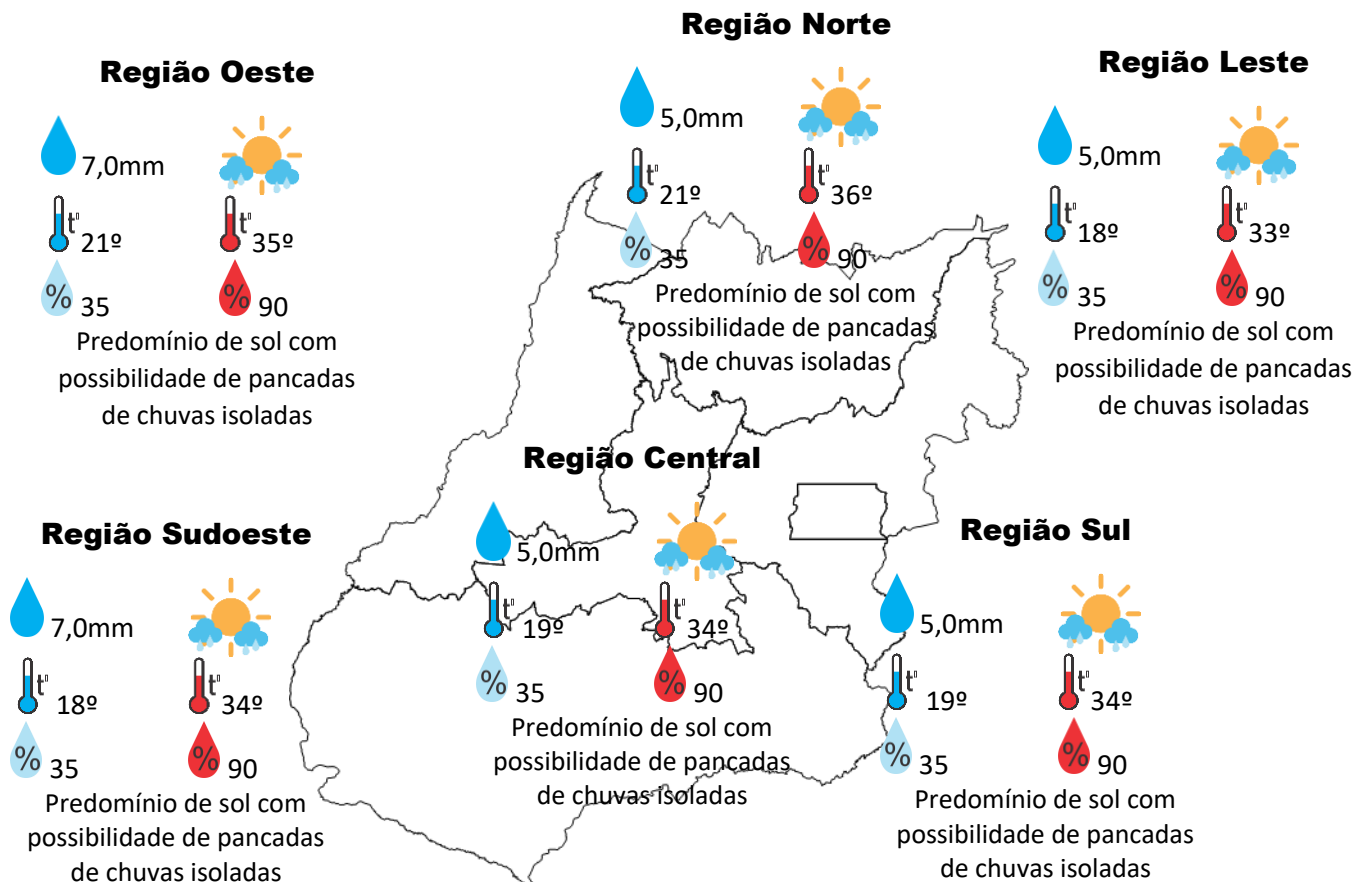 Região Norte
5,0mm
t°
21º
t°
36º
%
35
%
90
Predomínio de sol com
possibilidade de pancadas
de chuvas isoladas
Região Oeste
7,0mm
t°
21º
t°
35º
%
35
%
90
Predomínio de sol com
possibilidade de pancadas
de chuvas isoladas
Região Leste
5,0mm
t°
18º
t°
33º
%
35
%
90
Predomínio de sol com
possibilidade de pancadas
de chuvas isoladas
Região Central
5,0mm
t°
19º
t°
34º
%
35
%
90
Predomínio de sol com
possibilidade de pancadas
de chuvas isoladas
Região Sudoeste
7,0mm
t°
18º
t°
34º
%
35
%
90
Predomínio de sol com
possibilidade de pancadas
de chuvas isoladas
Região Sul
5,0mm
t°
19º
t°
34º
%
35
%
90
Predomínio de sol com
possibilidade de pancadas
de chuvas isoladas